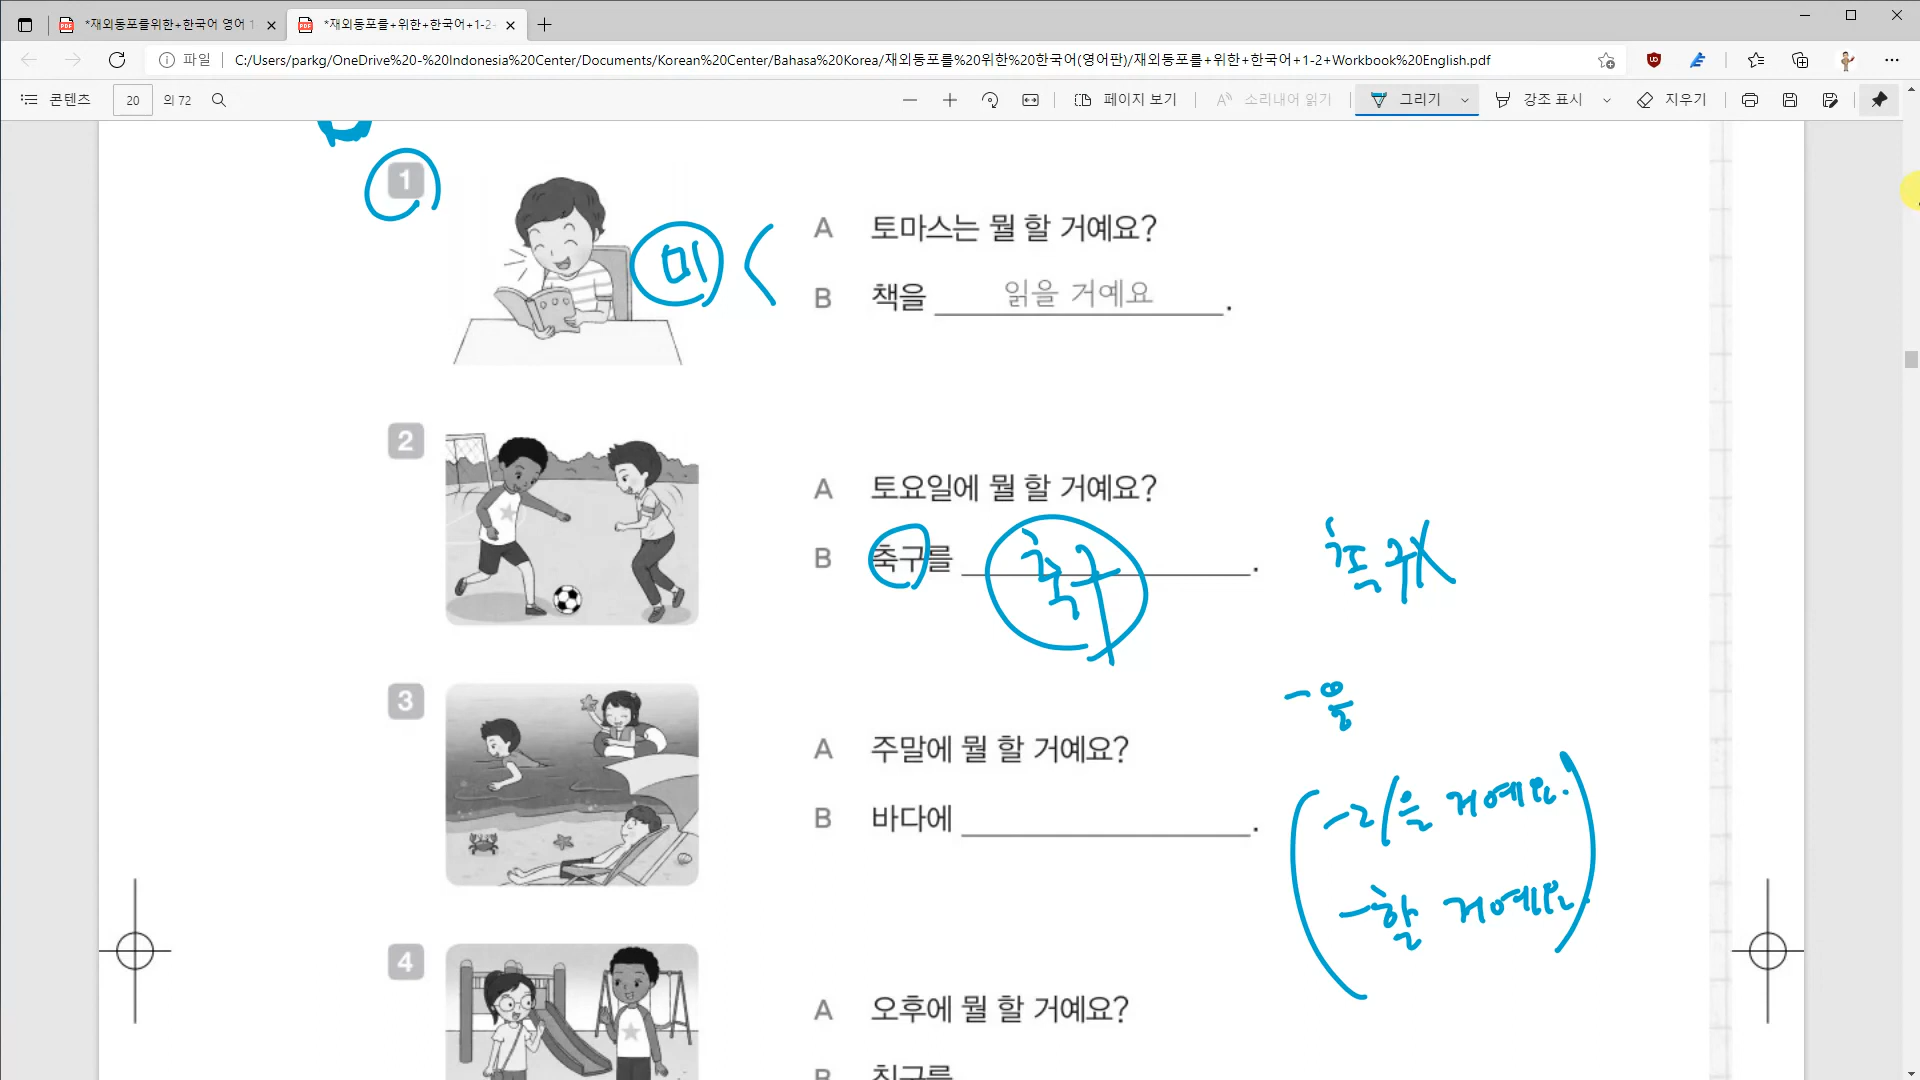 *재외동포를위한+한국어 영어 1
*재외동포를+위한+한국어+1-2-
파일
C:/Users/parkg/OneDrive%20-%20Indonesia%20Center/Documents/Korean%20Center/Bahasa%20Korea/재외동포를%20위한%20한국어(영어판)/재외동포를+위한+한국어+1-2+Workbook%20English.pdf
콘텐츠 20 의 72 페이지 보기 소리내어 읽기 그리기 강조 표시 지우기
1
미
A 토마스는 뭘 할 거예요?
B 책을 읽을 거예요.
2
A 토요일에 뭘 할 거예요?
B 축구를 .
축구
-을
3
A 주말에 뭘 할 거예요?
B 바다에 .
-ㄹ/을 거예요.
-할 거예요.
4
A 오후에 뭘 할 거예요?
B 친구를